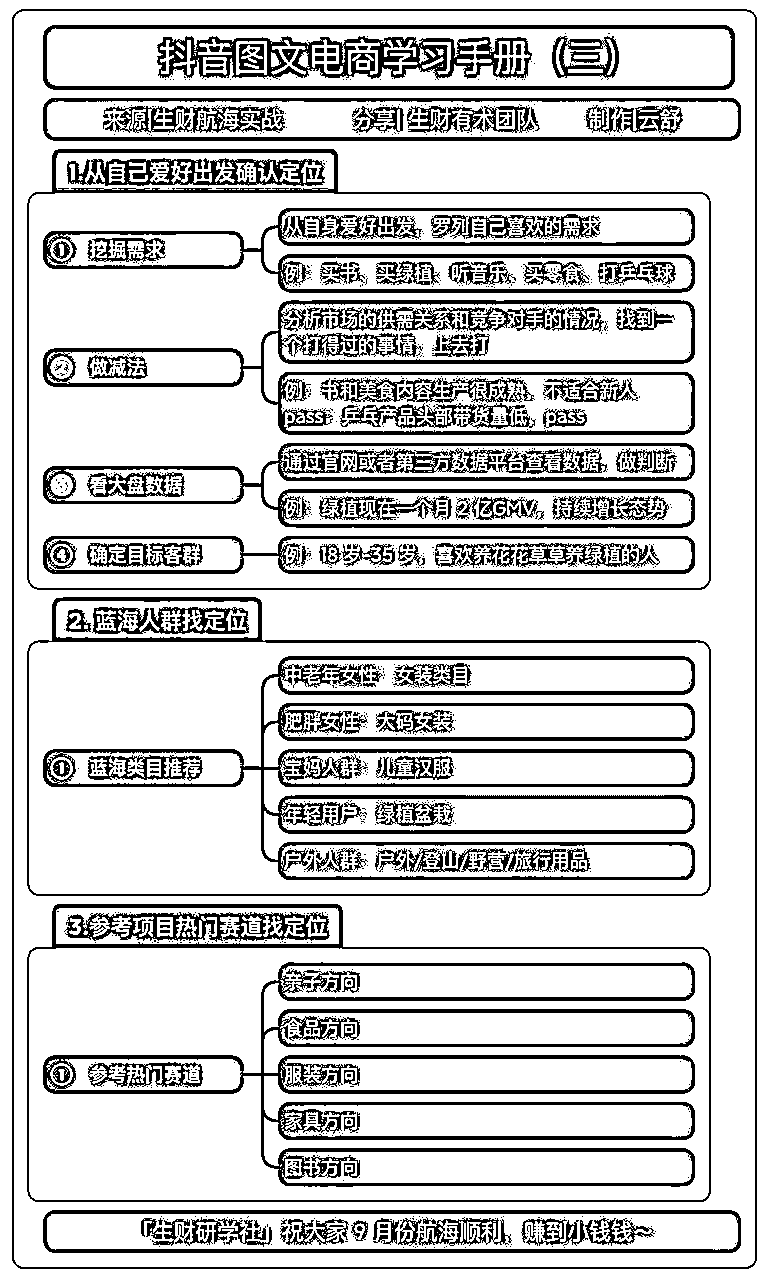 抖音图文电商学习手册（三）
来源|生财航海实战 分享|生财有术团队 制作|云舒
1.从自己爱好出发确认定位
① 挖掘需求
从自身爱好出发，罗列自己喜欢的需求
例：买书、买绿植、听音乐、买零食、打乒乓球
② 做减法
分析市场的供需关系和竞争对手的情况，找到一
个打得过的事情，上去打
例：书和美食内容生产很成熟，不适合新人
pass；乒乓产品头部带货量低，pass
③ 看大盘数据
通过官网或者第三方数据平台查看数据，做判断
例：绿植现在一个月 2 亿GMV，持续增长态势
④ 确定目标客群
例：18 岁-35 岁，喜欢养花花草草养绿植的人
2. 蓝海人群找定位
① 蓝海类目推荐
中老年女性：女装类目
肥胖女性：大码女装
宝妈人群：儿童汉服
年轻用户：绿植盆栽
户外人群：户外/登山/野营/旅行用品
3.参考项目热门赛道找定位
① 参考热门赛道
亲子方向
食品方向
服装方向
家具方向
图书方向
「生财研学社」祝大家 9 月份航海顺利，赚到小钱钱～